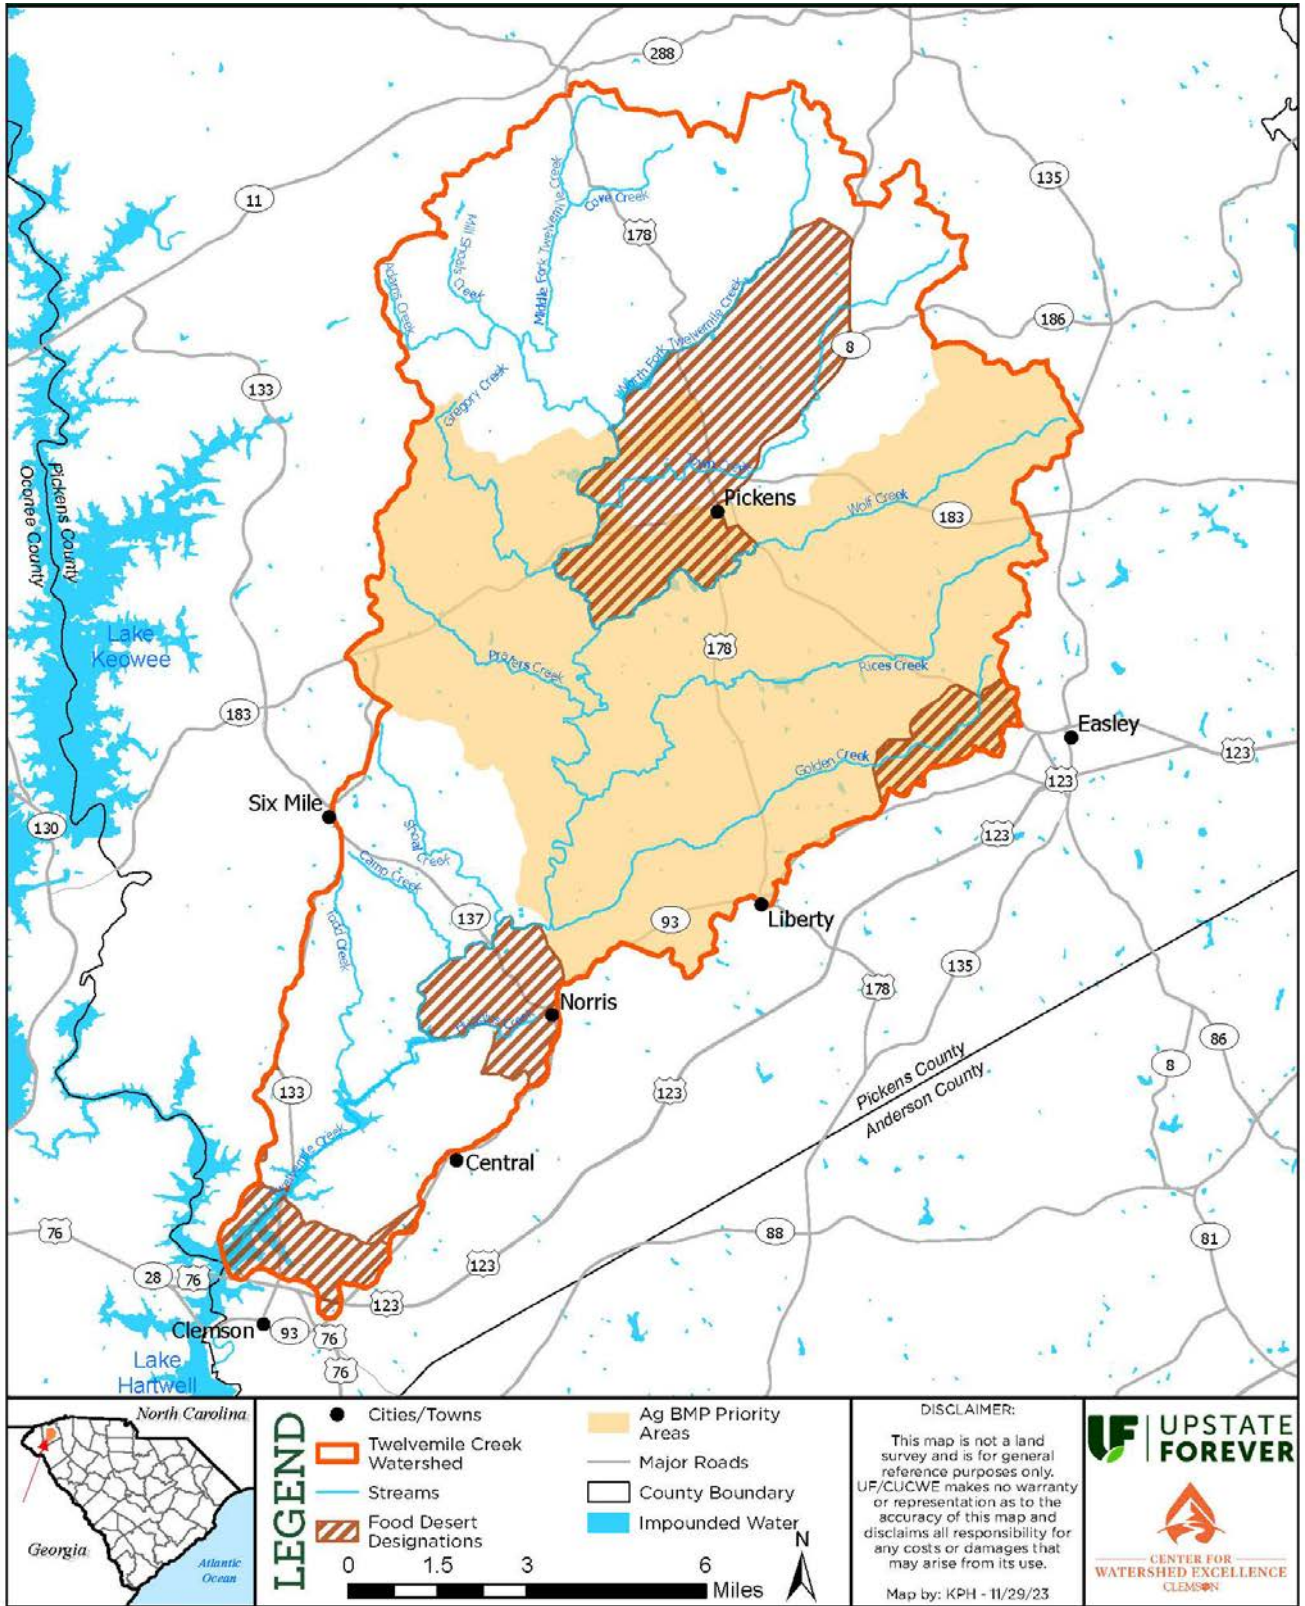 288
11
135
Cove Creek
Middle Fork Twelvemile Creek
Mill Shoals
Creek
178
Adams Creek
186
North Fork Twelvemile Creek
8
133
Gregory Creek
Town Creek
Pickens
Wolf Creek
183
Pickens County
Oconee County
Lake
Keowee
178
Praters Creek
Rices Creek
183
Easley
123
Golden Creek
123
Six Mile
130
123
Shoal
Creek
Camp Creek
137
93
Liberty
Todd Creek
135
178
Norris
86
8
Pickens County
Anderson County
133
123
Twelvemile Creek
Central
76
88
81
28
76
123
123
Clemson
93
76
76
Lake
Hartwell
North Carolina
Georgia
Atlantic
Ocean
LEGEND
Cities/Towns
Twelvemile Creek
Watershed
Streams
Food Desert
Designations
Ag BMP Priority
Areas
Major Roads
County Boundary
Impounded Water
N
0 1.5 3 6
Miles
DISCLAIMER:
This map is not a land
survey and is for general
reference purposes only.
UF/CUCWE makes no warranty
or representation as to the
accuracy of this map and
disclaims all responsibility for
any costs or damages that
may arise from its use.
Map by: KPH - 11/29/23
UF
UPSTATE
FOREVER
CENTER FOR
WATERSHED EXCELLENCE
CLEMSON